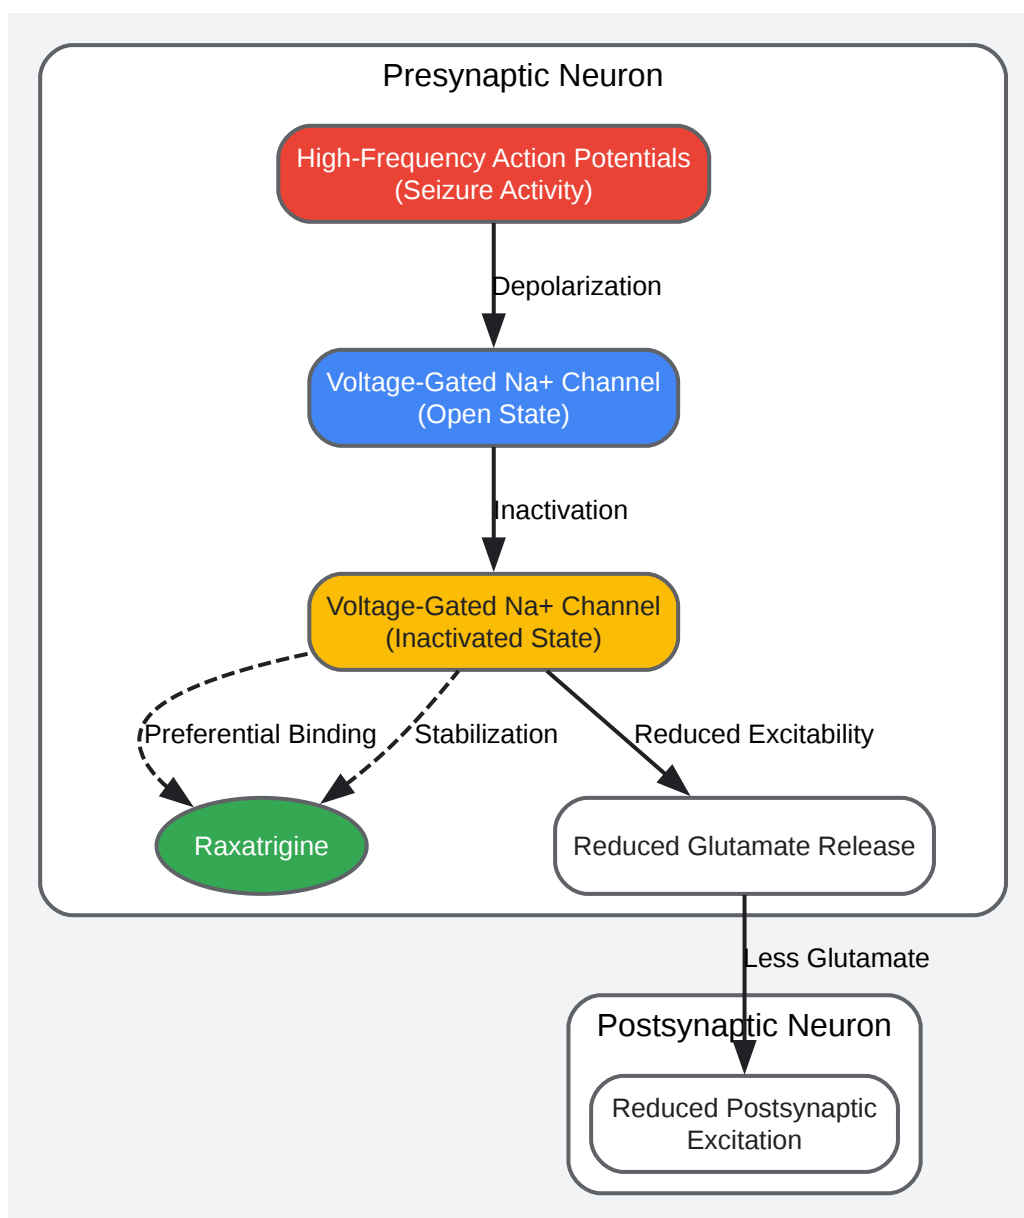 Presynaptic Neuron
High-Frequency Action Potentials
(Seizure Activity)
Depolarization
Voltage-Gated Na+ Channel
(Open State)
Inactivation
Voltage-Gated Na+ Channel
(Inactivated State)
Preferential Binding
Stabilization
Reduced Excitability
Raxatrigine
Reduced Glutamate Release
Less Glutamate
Postsynaptic Neuron
Reduced Postsynaptic
Excitation